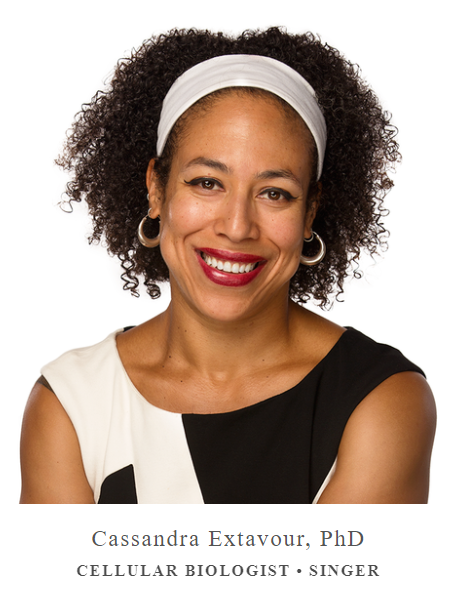 Cassandra Extavour, PhD
CELLULAR BIOLOGIST • SINGER